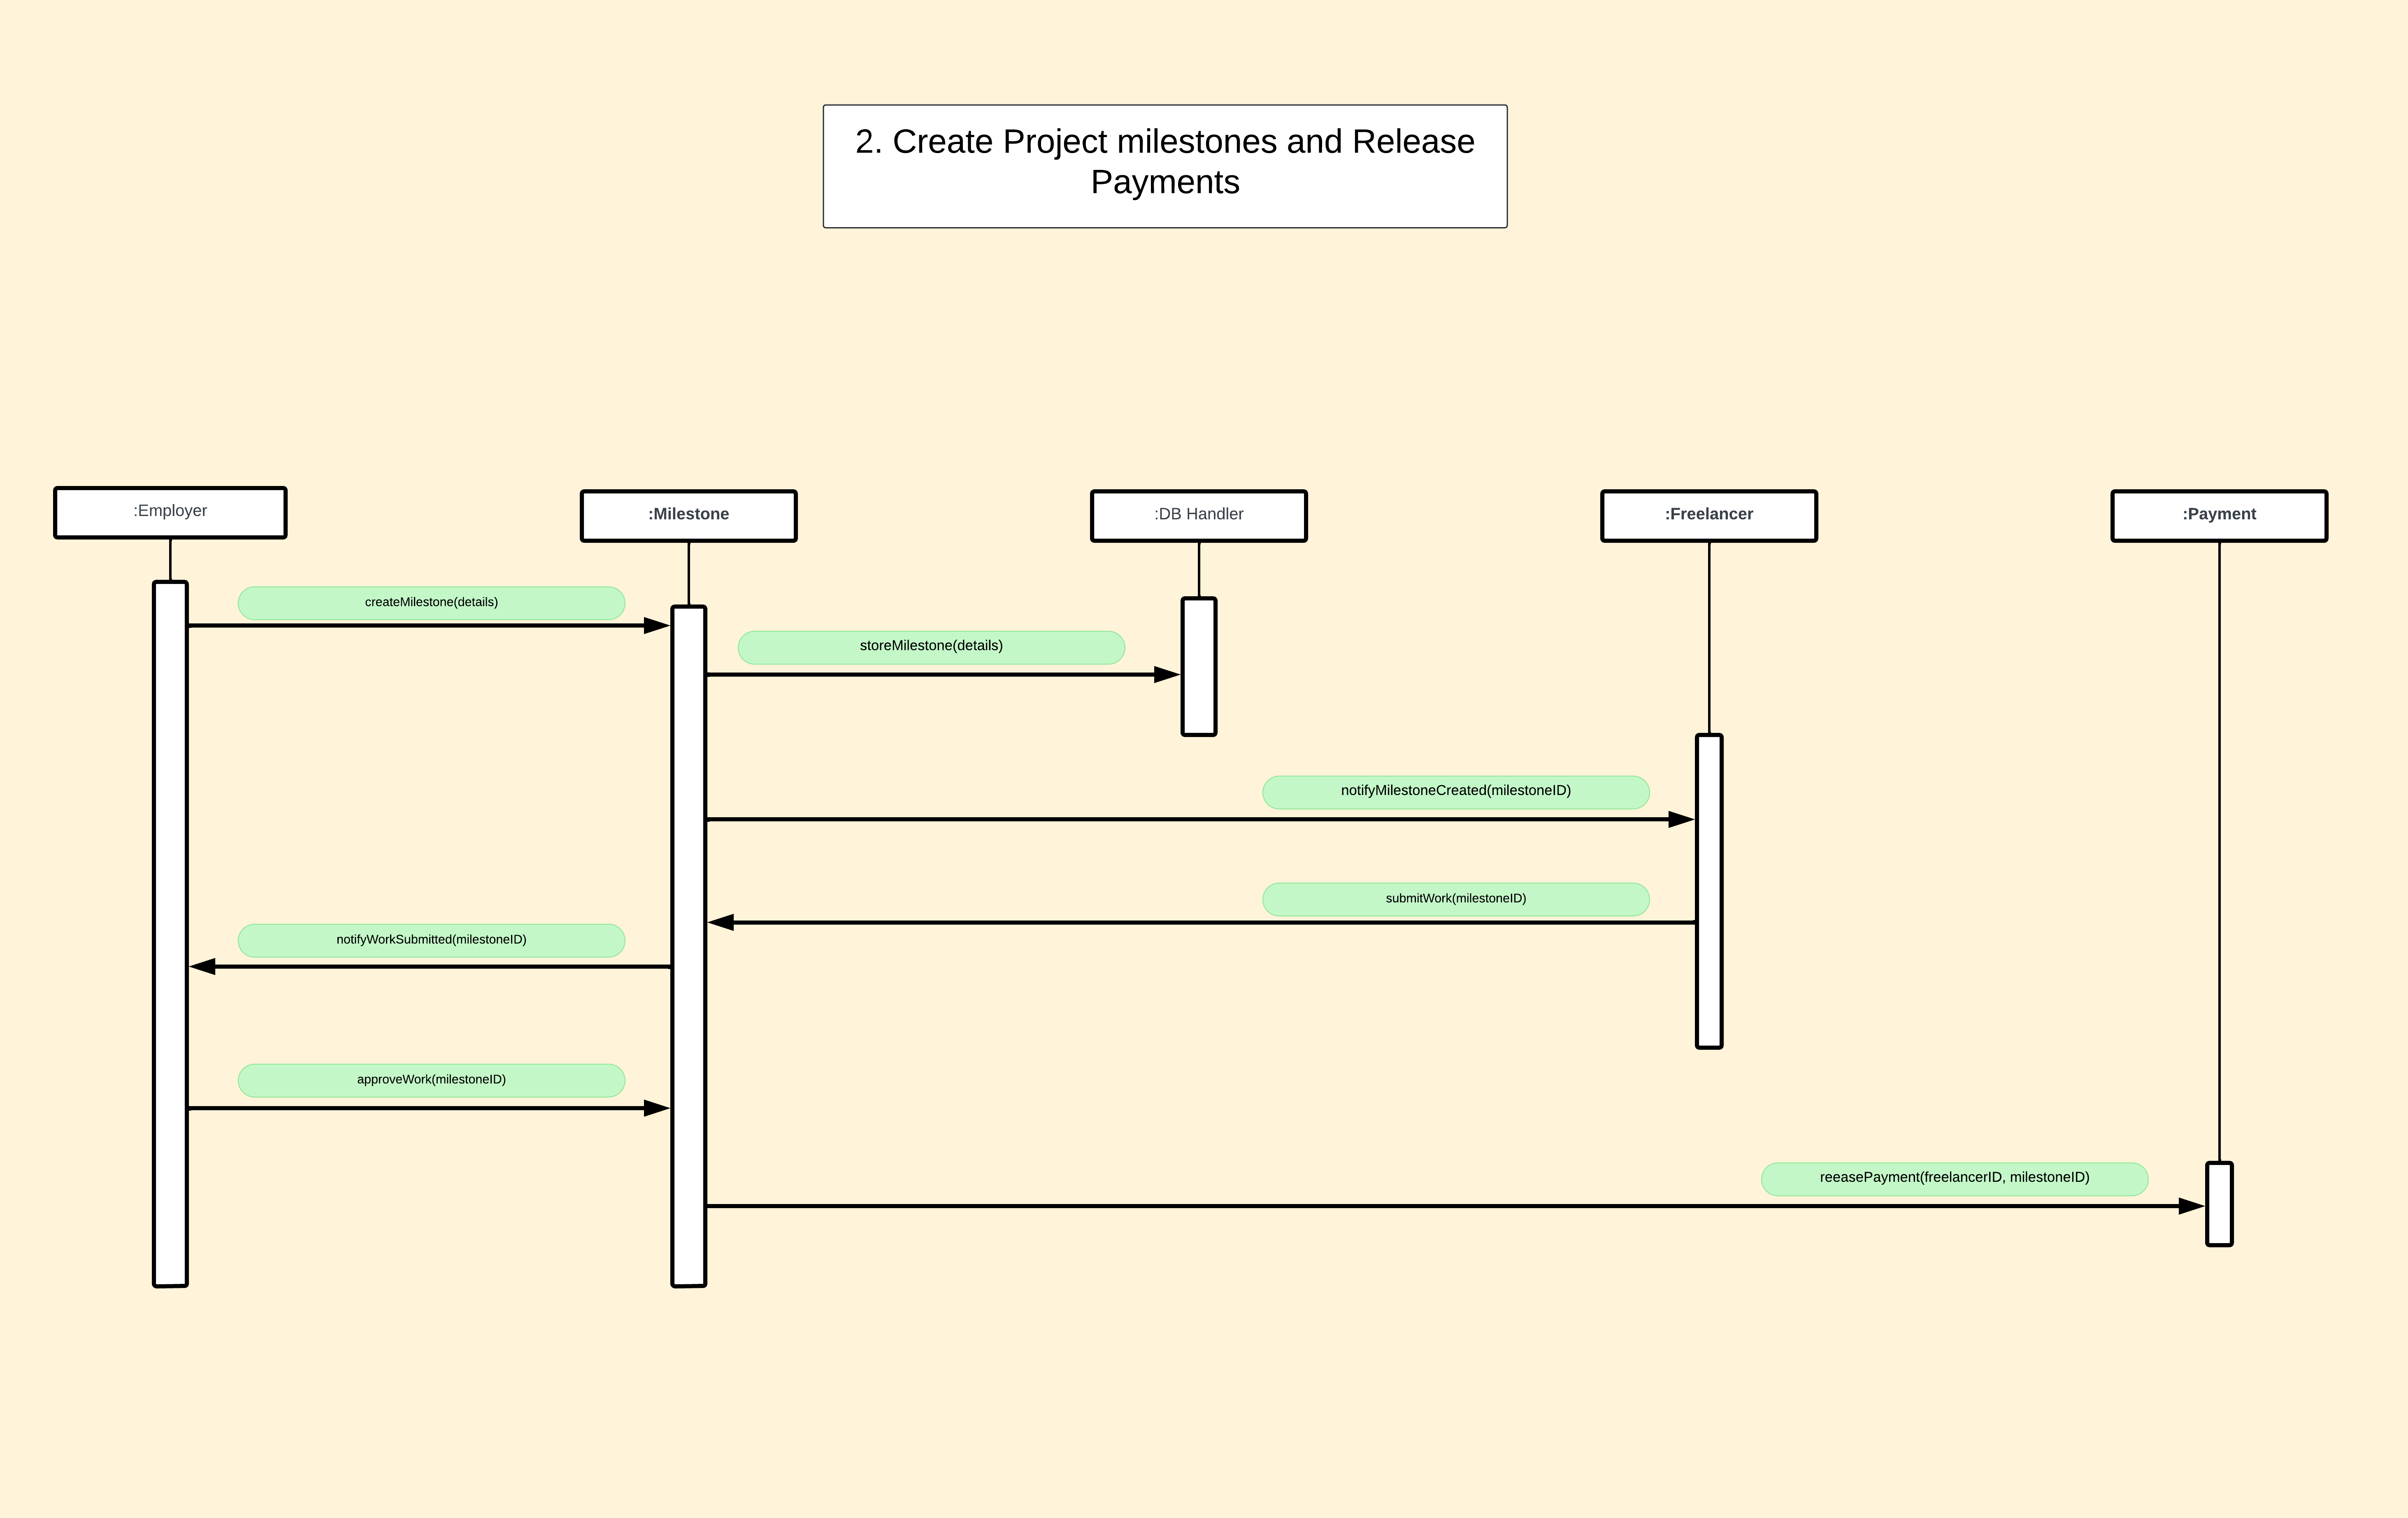 2. Create Project milestones and Release
Payments
:Employer
:Milestone
:DB Handler
:Freelancer
:Payment
createMilestone(details)
storeMilestone(details)
notifyMilestoneCreated(milestoneID)
submitWork(milestoneID)
notifyWorkSubmitted(milestoneID)
approveWork(milestoneID)
reeasePayment(freelancerID, milestoneID)